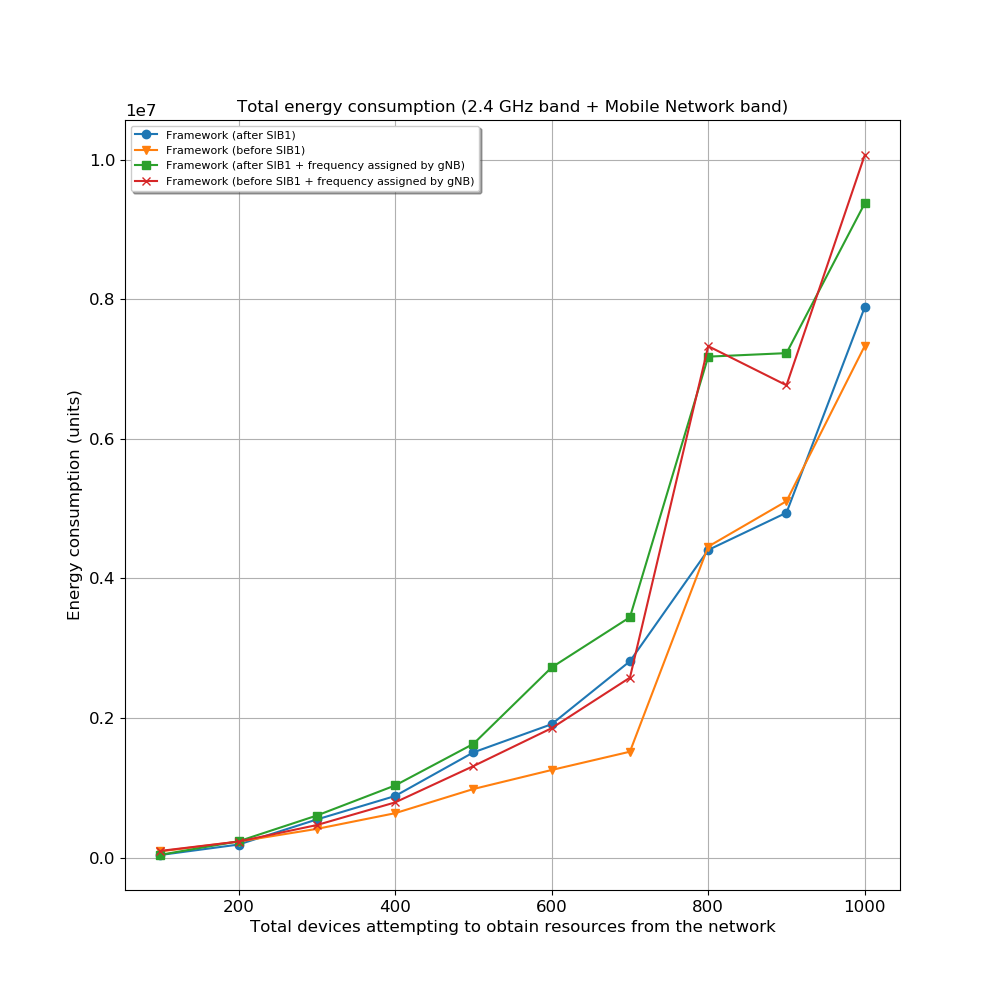 Total energy consumption (2.4 GHz band + Mobile Network band)
1e7
Framework (after SIB1)
Framework (before SIB1)
Framework (after SIB1 + frequency assigned by gNB)
Framework (before SIB1 + frequency assigned by gNB)
1.0
0.8
0.6
0.4
0.2
0.0
Energy consumption (units)
200 400 600 800 1000
Total devices attempting to obtain resources from the network